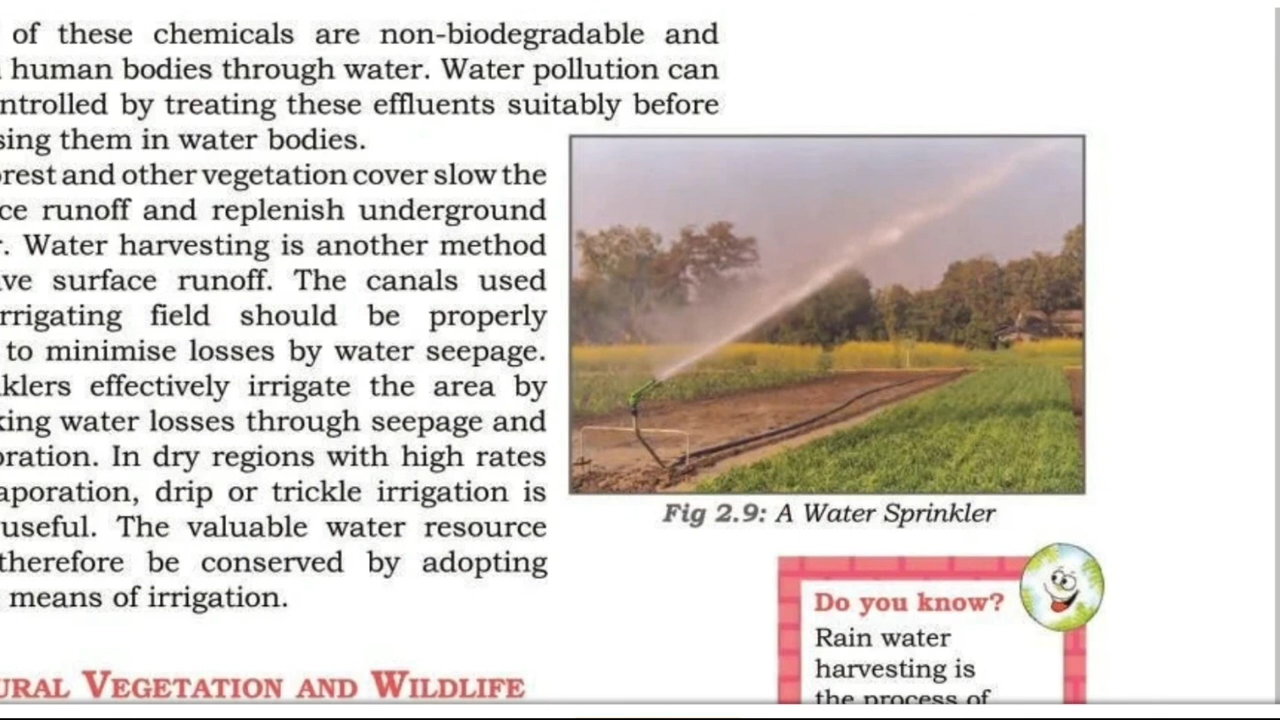 of these chemicals are non-biodegradable and
human bodies through water. Water pollution can
ntrolled by treating these effluents suitably before
sing them in water bodies.
orest and other vegetation cover slow the
ce runoff and replenish underground
r. Water harvesting is another method
ve surface runoff. The canals used
rrigating field should be properly
to minimise losses by water seepage.
klers effectively irrigate the area by
king water losses through seepage and
oration. In dry regions with high rates
aporation, drip or trickle irrigation is
useful. The valuable water resource
therefore be conserved by adopting
means of irrigation.
Fig 2.9: A Water Sprinkler
URAL VEGETATION AND WILDLIFE
Do you know?
Rain water
harvesting is
the process of